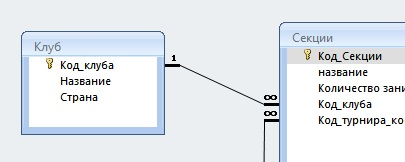 Клуб
Код_клуба
Название
Страна
1
∞
∞
Секции
Код_Секции
название
Количество зани
Код_клуба
Код_турнира_ко